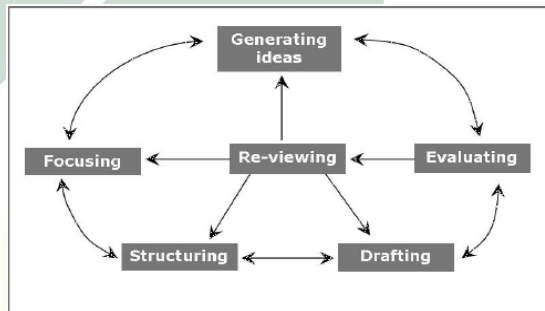 Generating
ideas
Focusing
Re-viewing
Evaluating
Structuring
Drafting